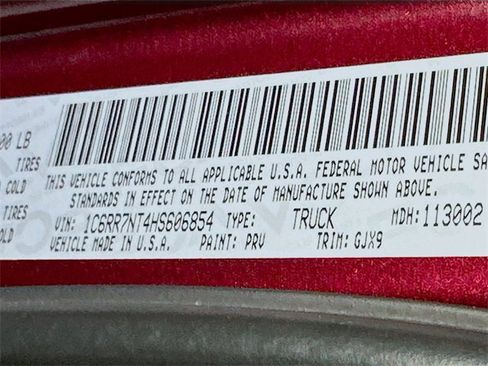 00 LB
TIRES
COLD
TIRES
OLD
THIS VEHICLE CONFORMS TO ALL APPLICABLE U.S.A. FEDERAL MOTOR VEHICLE SA
STANDARDS IN EFFECT ON THE DATE OF MANUFACTURE SHOWN ABOVE.
VIN: 1C6RR7NT4HS606854 TYPE: TRUCK MDH: 113002
VEHICLE MADE IN U.S.A. PAINT: PRV TRIM: GJX9